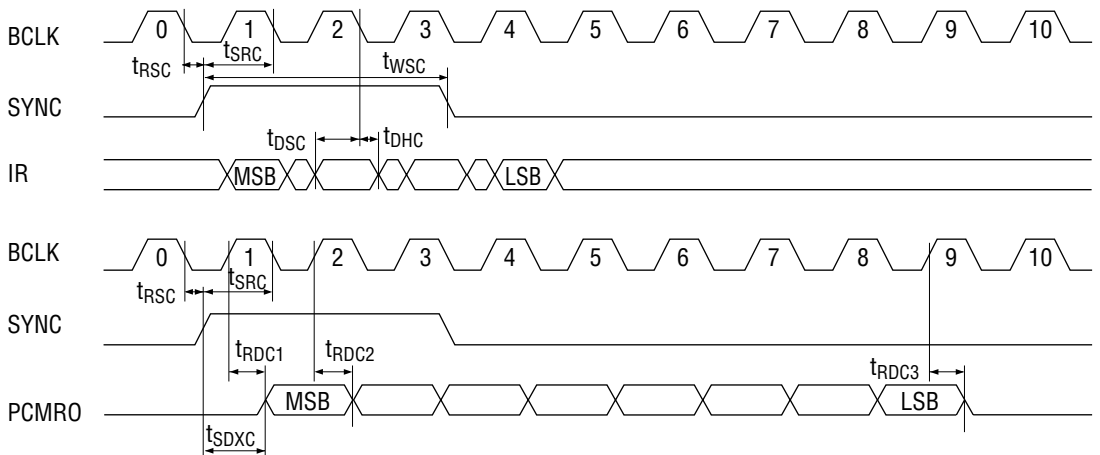 BCLK 0 1 2 3 4 5 6 7 8 9 10
tRSC tSRC tWSC
SYNC
tDSC tDHC
IR MSB LSB
BCLK 0 1 2 3 4 5 6 7 8 9 10
tRSC tSRC
SYNC
tRDC1 tRDC2 tRDC3
PCMRO MSB LSB
tSDXC